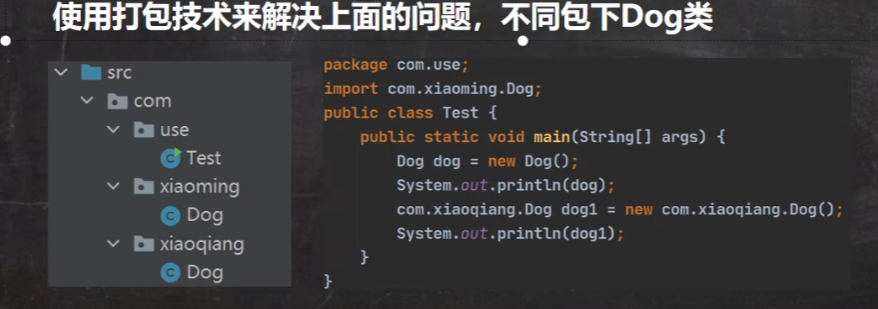 使用打包技术来解决上面的问题，不同包下Dog类
src
com
use
Test
xiaoming
Dog
xiaoqiang
Dog
package com.use;
import com.xiaoming.Dog;
public class Test {
    public static void main(String[] args) {
        Dog dog = new Dog();
        System.out.println(dog);
        com.xiaoqiang.Dog dog1 = new com.xiaoqiang.Dog();
        System.out.println(dog1);
    }
}